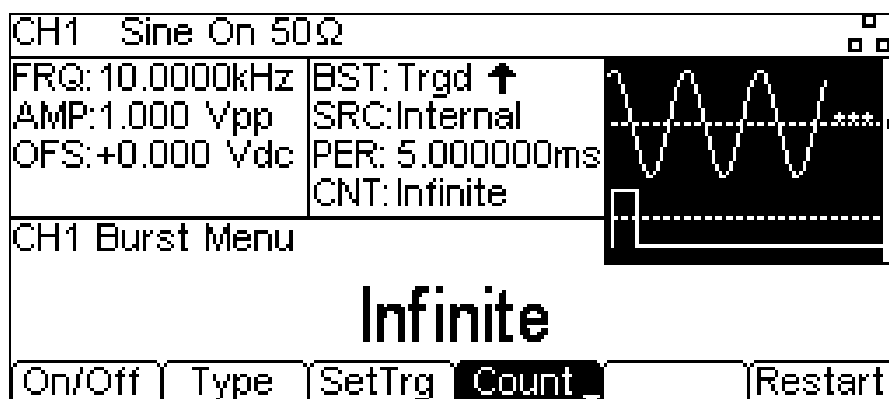 CH1 Sine On 50Ω
FRQ:10.0000kHz
AMP:1.000 Vpp
OFS:+0.000 Vdc
BST: Trgd ↑
SRC:Internal
PER: 5.000000ms
CNT: Infinite
***
CH1 Burst Menu
Infinite
On/Off Type SetTrg Count Restart